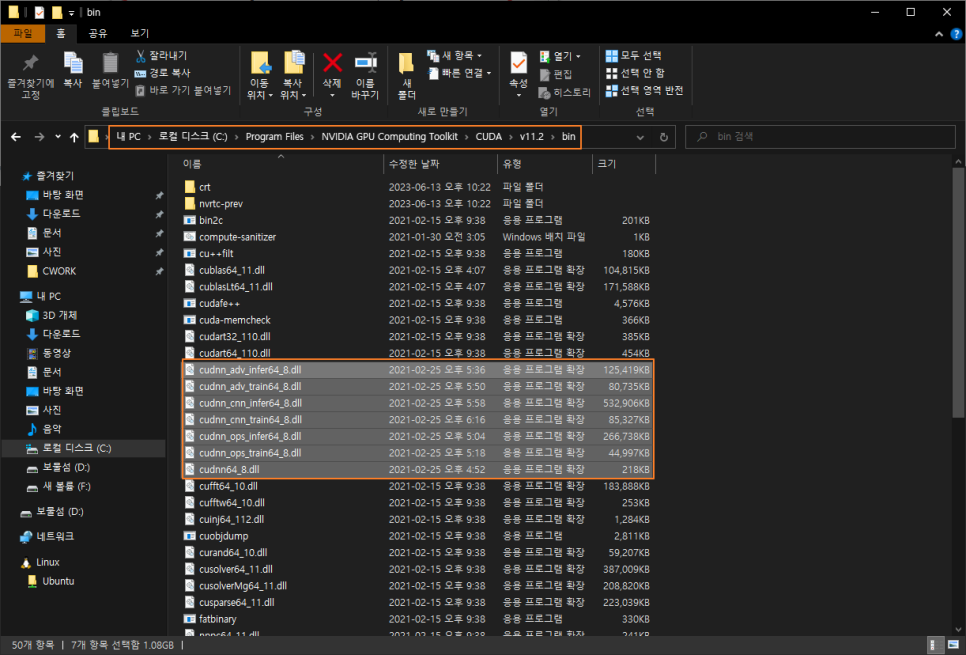 bin
파일 홈 공유 보기
즐겨찾기에 고정
복사
붙여넣기
잘라내기
경로 복사
바로 가기 붙여넣기
클립보드
이동 위치
복사 위치
삭제
이름 바꾸기
구성
새 폴더
새 항목
빠른 연결
새로 만들기
속성
열기
편집
히스토리
열기
모두 선택
선택 안 함
선택 영역 반전
선택
내 PC > 로컬 디스크 (C:) > Program Files > NVIDIA GPU Computing Toolkit > CUDA > v11.2 > bin
bin 검색
즐겨찾기
바탕 화면
다운로드
문서
사진
CWORK
내 PC
3D 개체
다운로드
동영상
문서
바탕 화면
사진
음악
로컬 디스크 (C:)
보물섬 (D:)
새 볼륨 (F:)
보물섬 (D:)
네트워크
Linux
Ubuntu
이름 수정한 날짜 유형 크기
crt 2023-06-13 오후 10:22 파일 폴더
nvrtc-prev 2023-06-13 오후 10:22 파일 폴더
bin2c 2021-02-15 오후 9:38 응용 프로그램 201KB
compute-sanitizer 2021-01-30 오전 3:05 Windows 배치 파일 1KB
cu++filt 2021-02-15 오후 9:38 응용 프로그램 180KB
cublas64_11.dll 2021-02-15 오후 4:07 응용 프로그램 확장 104,815KB
cublasLt64_11.dll 2021-02-15 오후 4:07 응용 프로그램 확장 171,588KB
cudafe++ 2021-02-15 오후 9:38 응용 프로그램 4,576KB
cuda-memcheck 2021-02-15 오후 9:38 응용 프로그램 366KB
cudart32_110.dll 2021-02-15 오후 9:38 응용 프로그램 확장 385KB
cudart64_110.dll 2021-02-15 오후 9:38 응용 프로그램 확장 454KB
cudnn_adv_infer64_8.dll 2021-02-25 오후 5:36 응용 프로그램 확장 125,419KB
cudnn_adv_train64_8.dll 2021-02-25 오후 5:50 응용 프로그램 확장 80,735KB
cudnn_cnn_infer64_8.dll 2021-02-25 오후 5:58 응용 프로그램 확장 532,906KB
cudnn_cnn_train64_8.dll 2021-02-25 오후 6:16 응용 프로그램 확장 85,327KB
cudnn_ops_infer64_8.dll 2021-02-25 오후 5:04 응용 프로그램 확장 266,738KB
cudnn_ops_train64_8.dll 2021-02-25 오후 5:18 응용 프로그램 확장 44,997KB
cudnn64_8.dll 2021-02-25 오후 4:52 응용 프로그램 확장 218KB
cufft64_10.dll 2021-02-15 오후 9:38 응용 프로그램 확장 183,888KB
cufftw64_10.dll 2021-02-15 오후 9:38 응용 프로그램 확장 253KB
cuinj64_112.dll 2021-02-15 오후 9:38 응용 프로그램 확장 1,284KB
cuobjdump 2021-02-15 오후 9:38 응용 프로그램 2,811KB
curand64_10.dll 2021-02-15 오후 9:38 응용 프로그램 확장 59,207KB
cusolver64_11.dll 2021-02-15 오후 9:38 응용 프로그램 확장 387,009KB
cusolverMg64_11.dll 2021-02-15 오후 9:38 응용 프로그램 확장 208,820KB
cusparse64_11.dll 2021-02-15 오후 9:38 응용 프로그램 확장 223,039KB
fatbinary 2021-02-15 오후 9:38 응용 프로그램 330KB
2021-02-15 오후 9:38 응용 프로그램 확장 241KB
50개 항목 | 7개 항목 선택함 1.08GB |